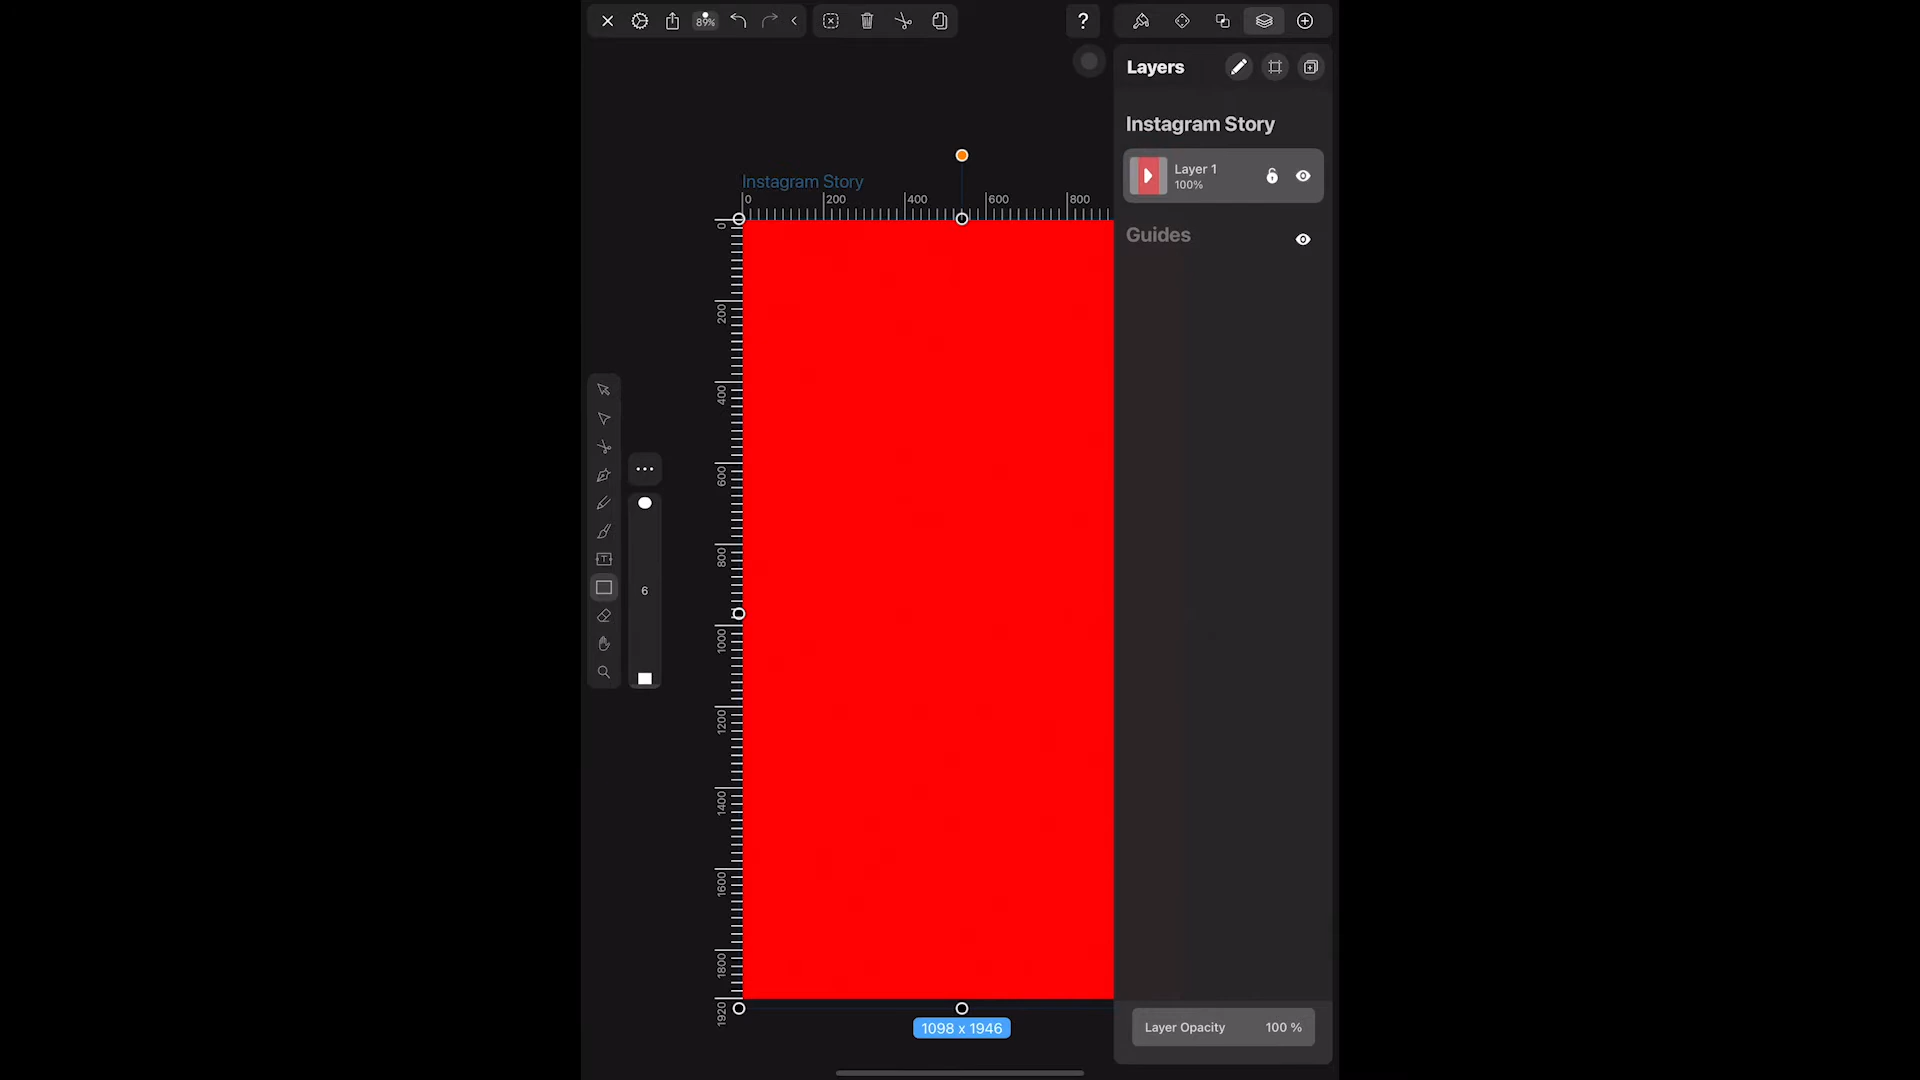 89%
?
Layers
Instagram Story
Layer 1
100%
Guides
Instagram Story
0
200
400
600
800
0
200
400
600
800
1000
1200
1400
1600
1800
1920
T
6
1098 x 1946
Layer Opacity 100 %